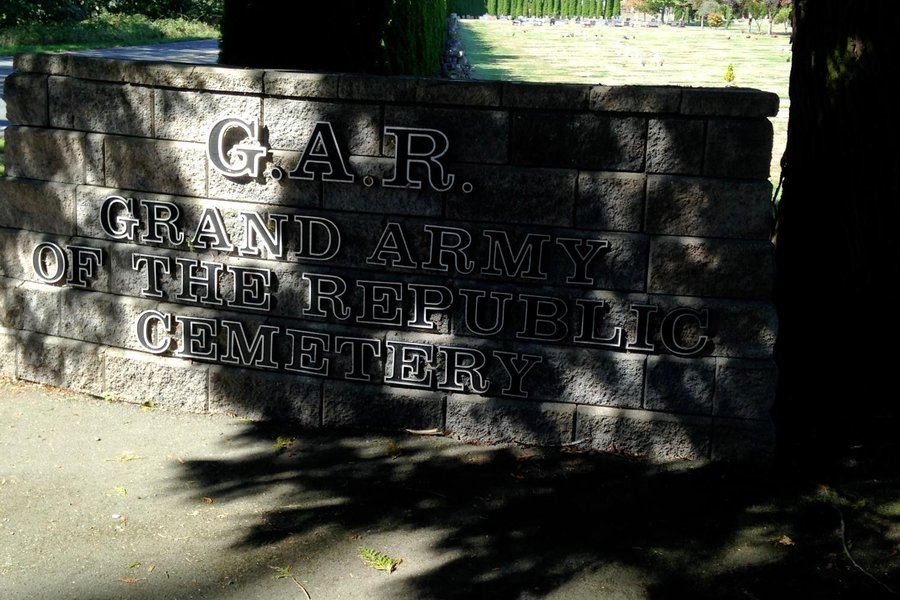 G.A.R.
GRAND ARMY
OF THE REPUBLIC
CEMETERY